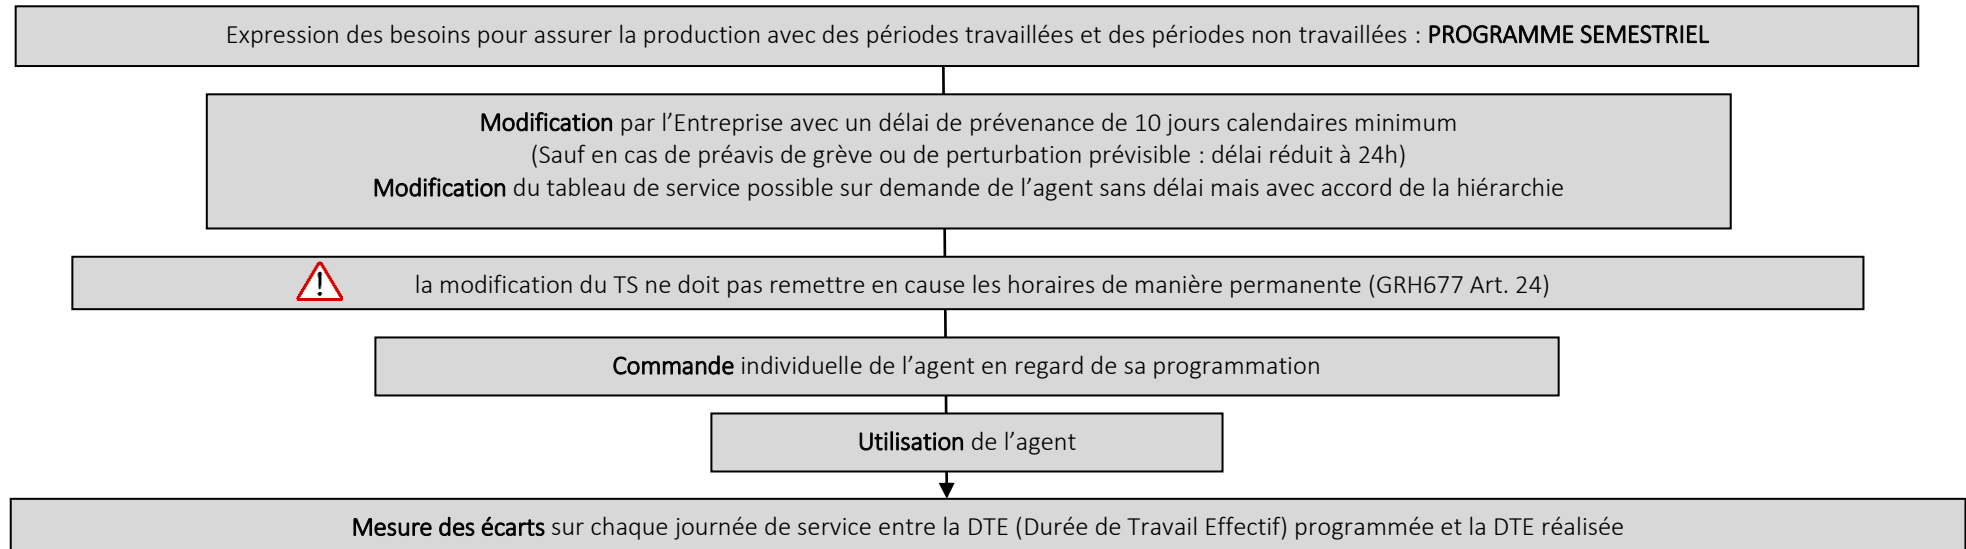 Expression des besoins pour assurer la production avec des périodes travaillées et des périodes non travaillées : PROGRAMME SEMESTRIEL
Modification par l’Entreprise avec un délai de prévenance de 10 jours calendaires minimum
(Sauf en cas de préavis de grève ou de perturbation prévisible : délai réduit à 24h)
Modification du tableau de service possible sur demande de l’agent sans délai mais avec accord de la hiérarchie
! la modification du TS ne doit pas remettre en cause les horaires de manière permanente (GRH677 Art. 24)
Commande individuelle de l’agent en regard de sa programmation
Utilisation de l’agent
Mesure des écarts sur chaque journée de service entre la DTE (Durée de Travail Effectif) programmée et la DTE réalisée